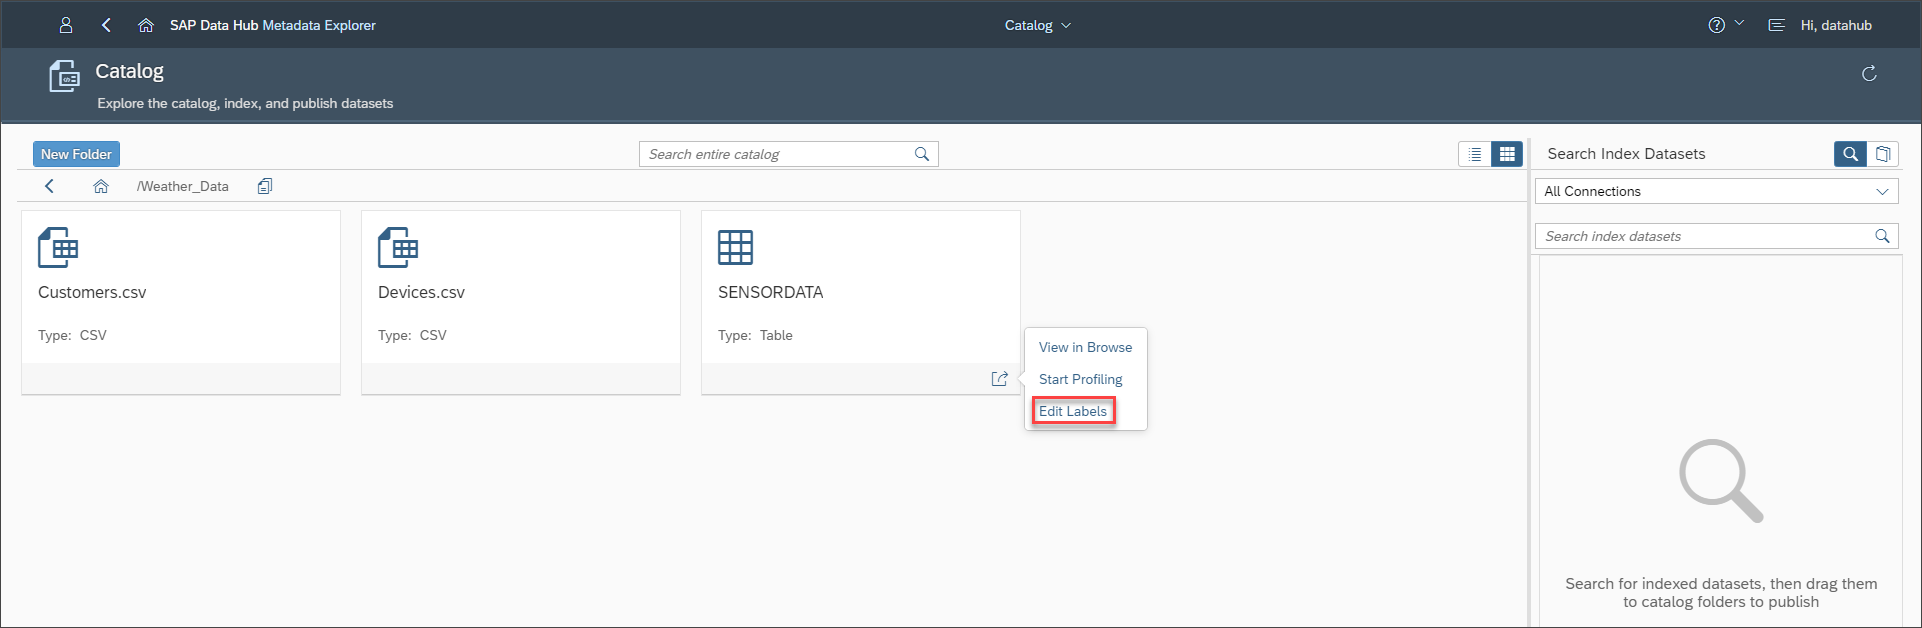 SAP Data Hub Metadata Explorer
Catalog
Hi, datahub
Catalog
Explore the catalog, index, and publish datasets
New Folder
Search entire catalog
/Weather_Data
Customers.csv
Type: CSV
Devices.csv
Type: CSV
SENSORDATA
Type: Table
View in Browse
Start Profiling
Edit Labels
Search Index Datasets
All Connections
Search index datasets
Search for indexed datasets, then drag them
to catalog folders to publish